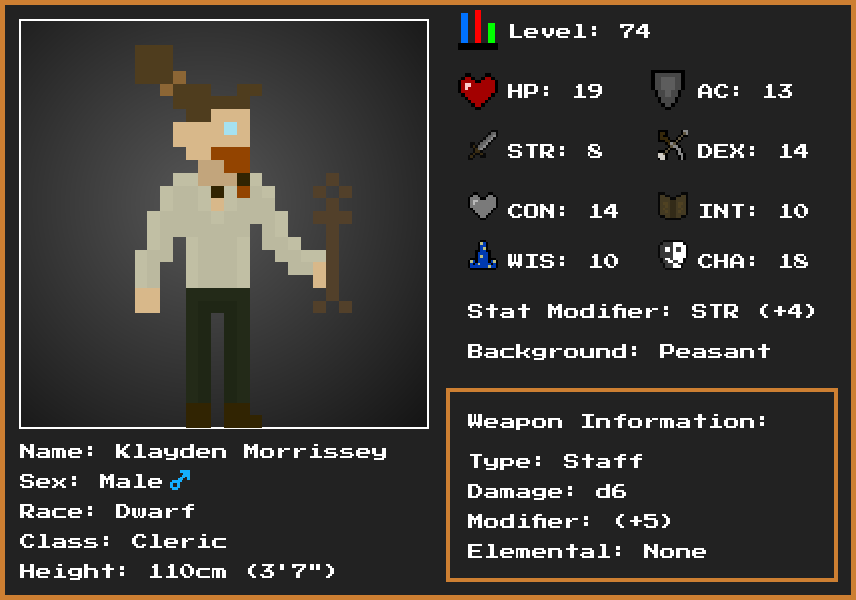 Level: 74
HP: 19
AC: 13
STR: 8
DEX: 14
CON: 14
INT: 10
WIS: 10
CHA: 18
Stat Modifier: STR (+4)
Background: Peasant
Weapon Information:
Type: Staff
Damage: d6
Modifier: (+5)
Elemental: None
Name: Klayden Morrissey
Sex: Male ♂
Race: Dwarf
Class: Cleric
Height: 110cm (3'7")